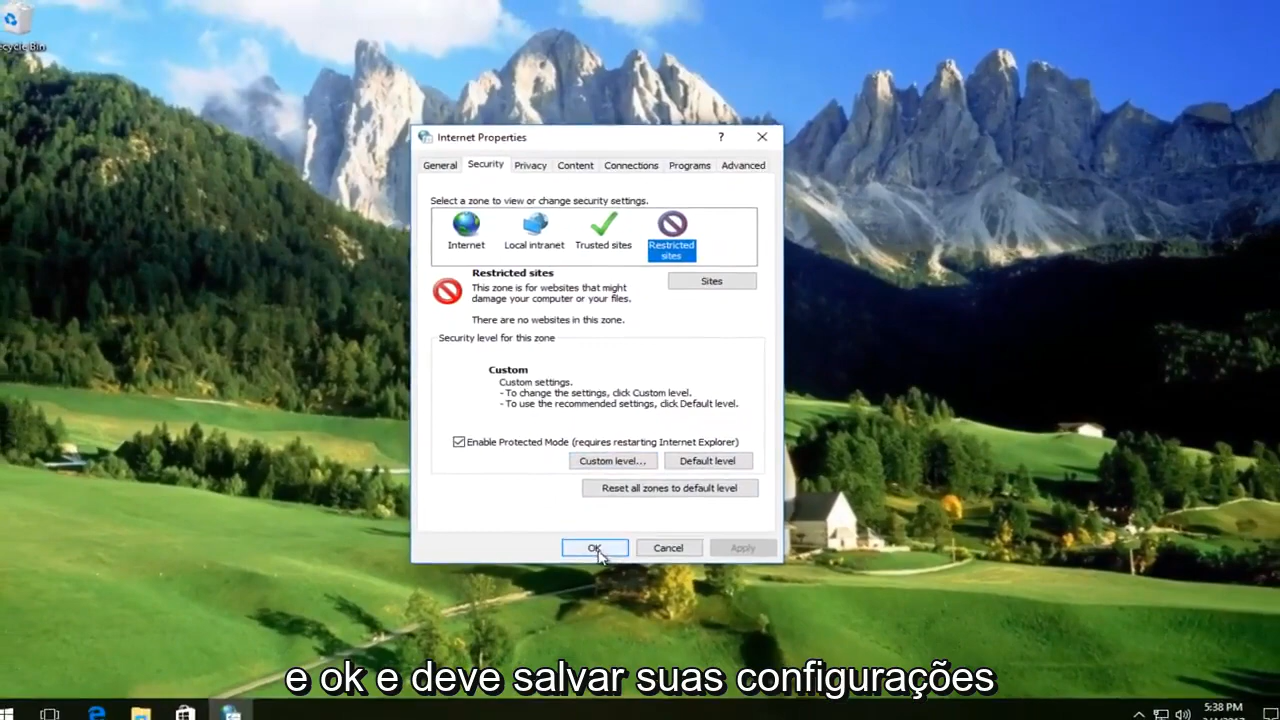 ecycle Bin
Internet Properties
?
General Security Privacy Content Connections Programs Advanced
Select a zone to view or change security settings.
Internet Local intranet Trusted sites Restricted sites
Restricted sites
This zone is for websites that might
damage your computer or your files.
Sites
There are no websites in this zone.
Security level for this zone
Custom
Custom settings.
- To change the settings, click Custom level.
- To use the recommended settings, click Default level.
Enable Protected Mode (requires restarting Internet Explorer)
Custom level... Default level
Reset all zones to default level
OK Cancel Apply
e ok e deve salvar suas configurações
5:38 PM